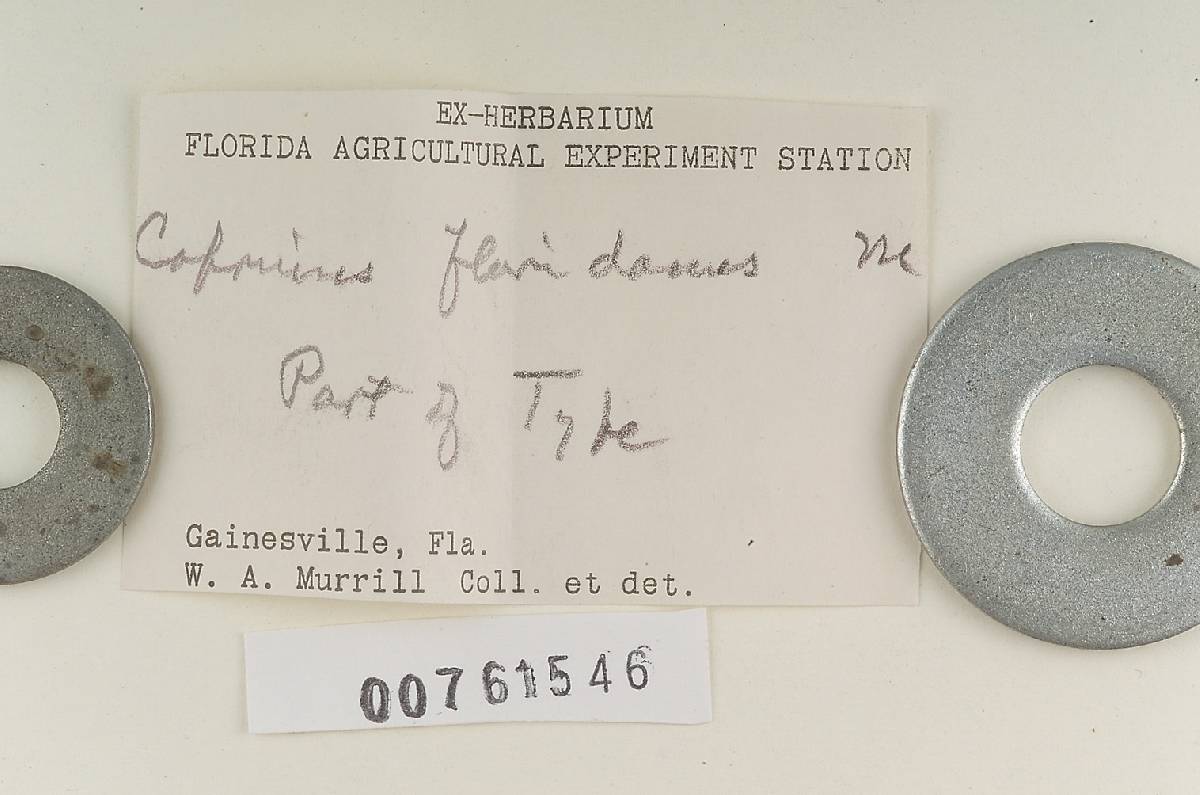 EX-HERBARIUM
FLORIDA AGRICULTURAL EXPERIMENT STATION
Coprinus floridanus M
Part of Type
Gainesville, Fla.
W. A. Murrill Coll. et det.
00761546